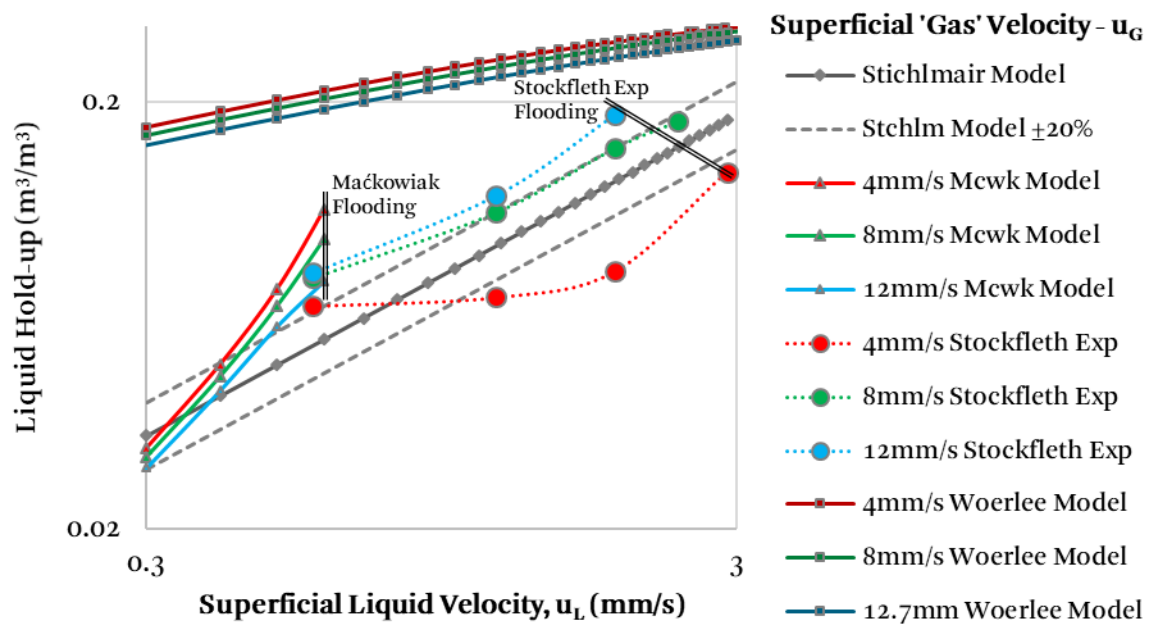 Superficial 'Gas' Velocity - uG
Stichlmair Model
Stchlm Model ±20%
4mm/s Mcwk Model
8mm/s Mcwk Model
12mm/s Mcwk Model
4mm/s Stockfleth Exp
8mm/s Stockfleth Exp
12mm/s Stockfleth Exp
4mm/s Woerlee Model
8mm/s Woerlee Model
12.7mm Woerlee Model
Liquid Hold-up (m³/m³)
0.2
0.02
Stockfleth Exp
Flooding
Maćkowiak
Flooding
0.3
3
Superficial Liquid Velocity, uL (mm/s)